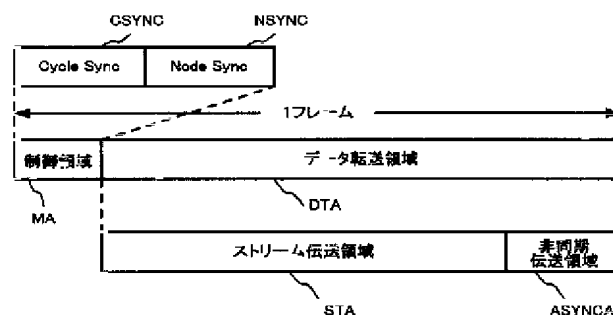 CSYNC
NSYNC
Cycle Sync
Node Sync
1フレーム
制御領域
データ転送領域
MA
DTA
ストリーム伝送領域
非同期
伝送領域
STA
ASYNCA